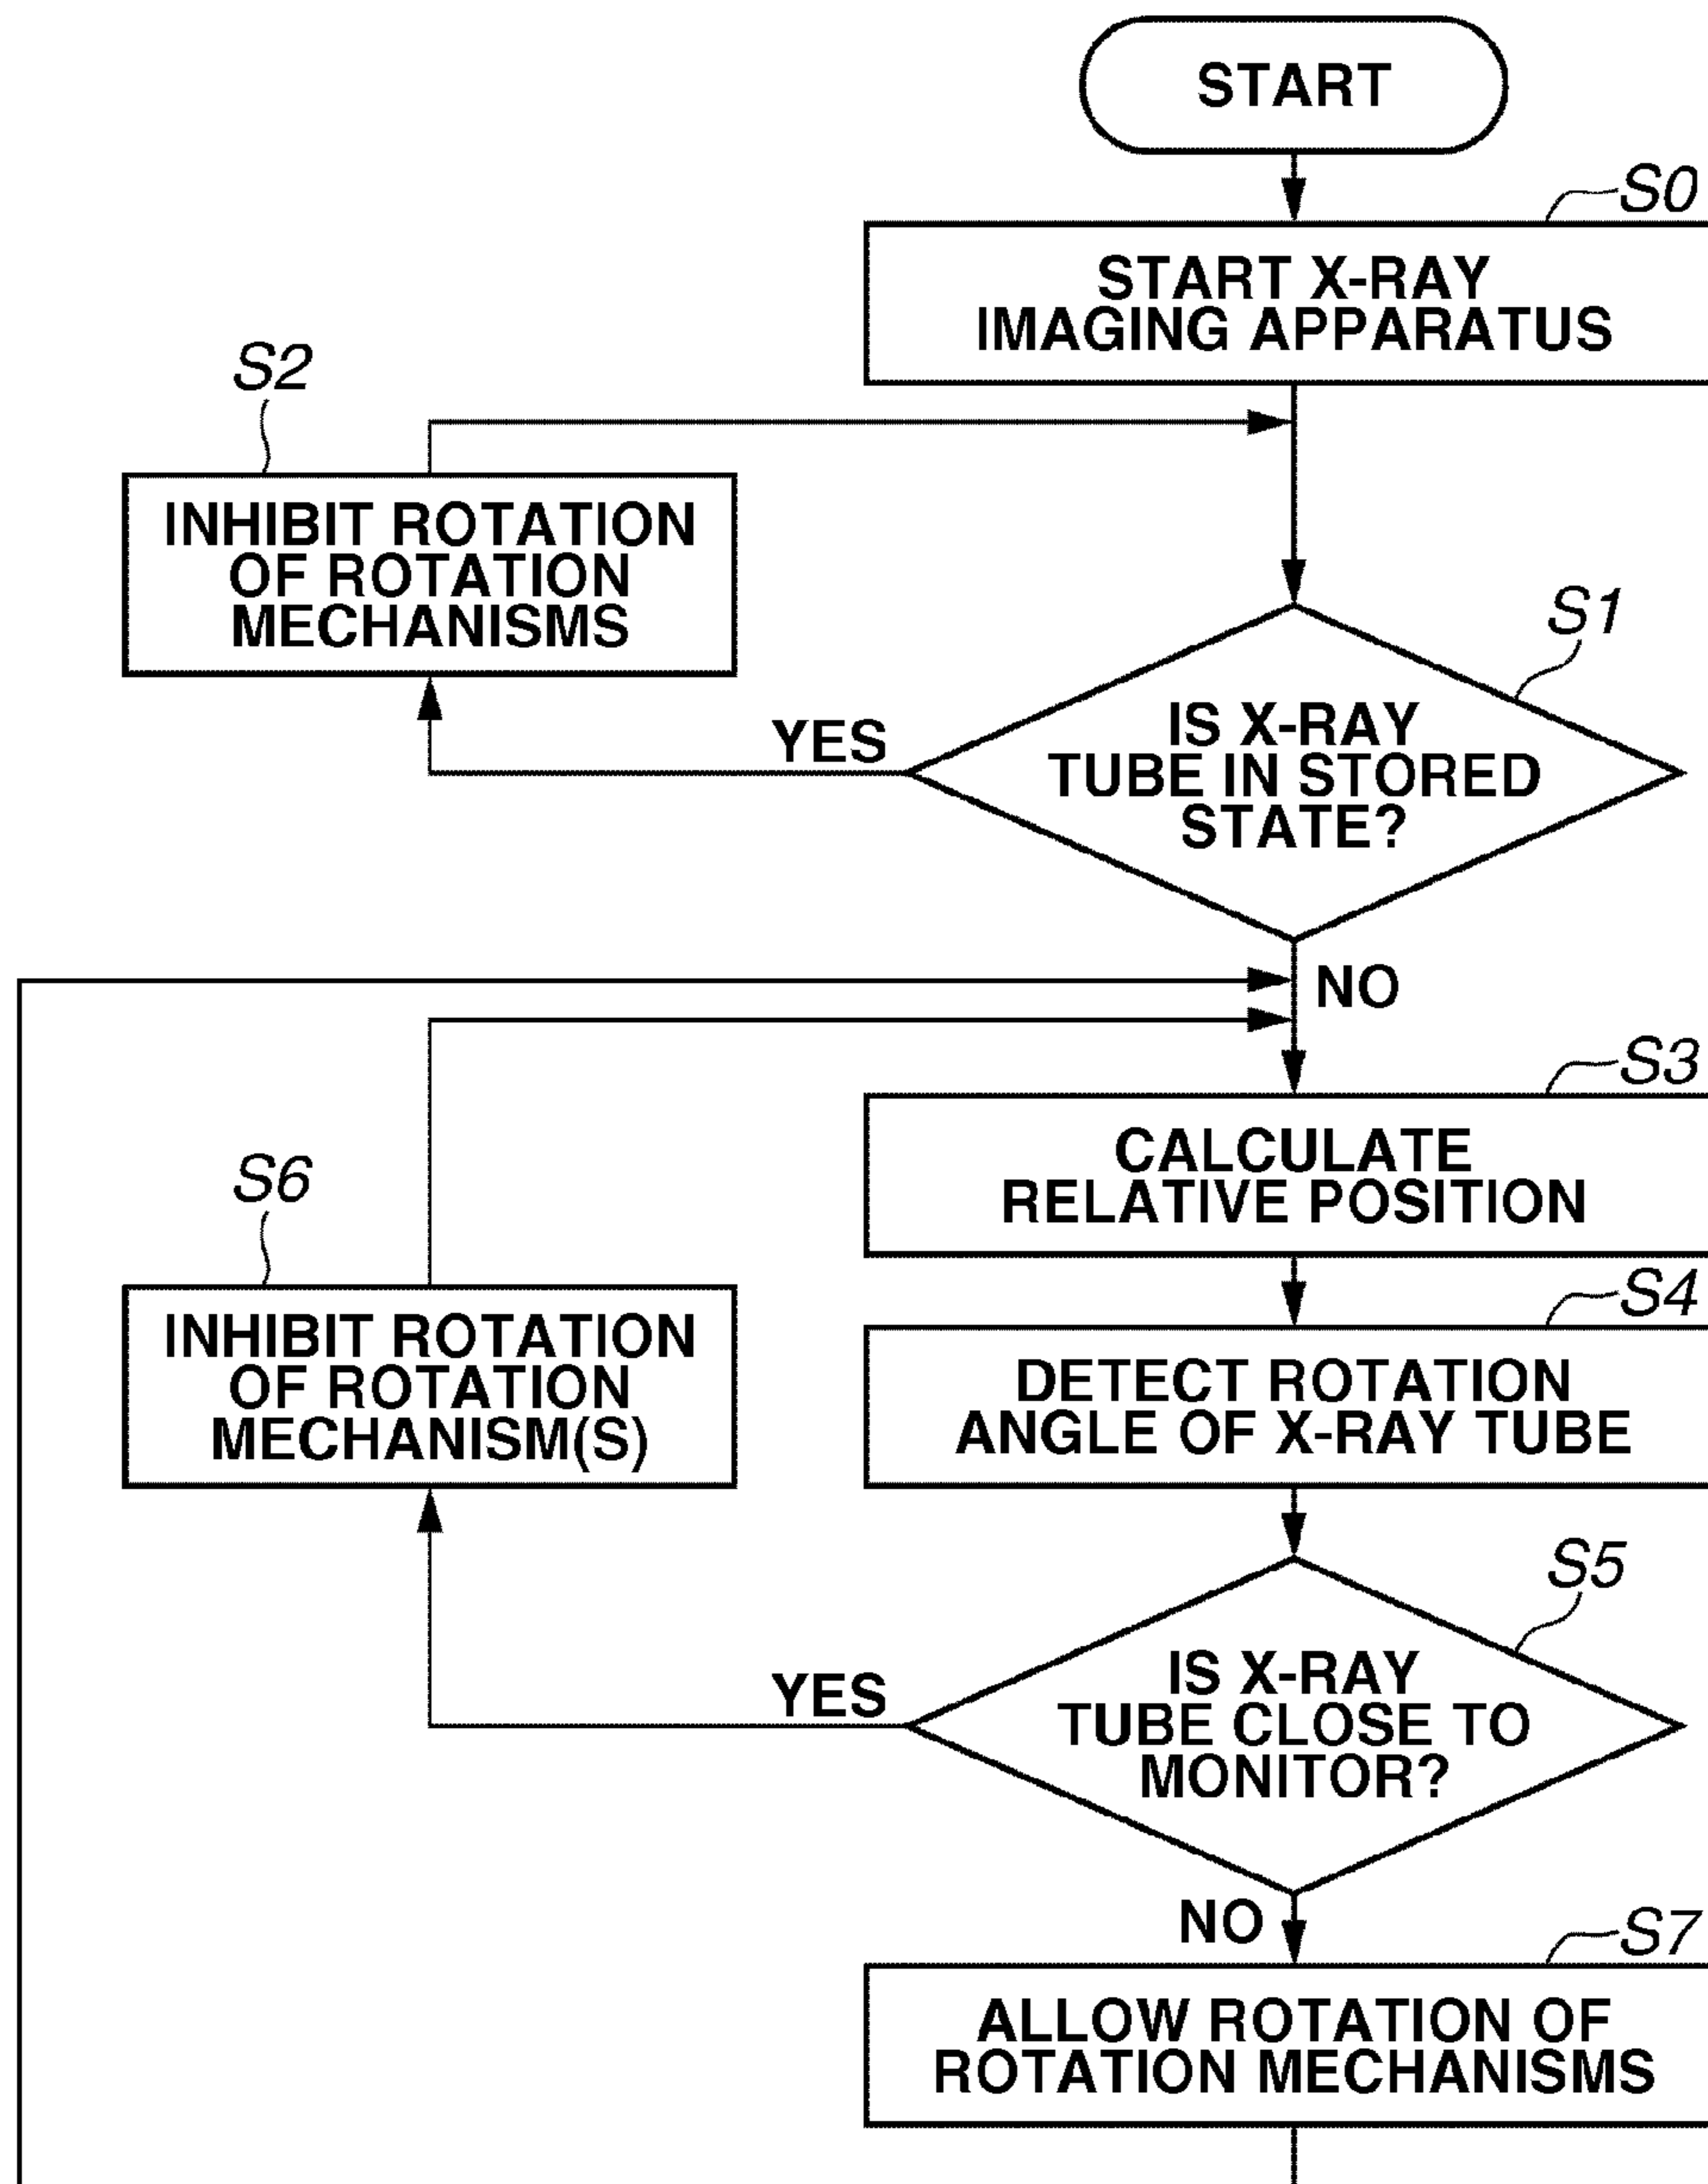 START
S0
START X-RAY
IMAGING APPARATUS
S2
INHIBIT ROTATION
OF ROTATION
MECHANISMS
S1
IS X-RAY
TUBE IN STORED
STATE?
YES
NO
S3
CALCULATE
RELATIVE POSITION
S6
INHIBIT ROTATION
OF ROTATION
MECHANISM(S)
S4
DETECT ROTATION
ANGLE OF X-RAY TUBE
S5
IS X-RAY
TUBE CLOSE TO
MONITOR?
YES
NO
S7
ALLOW ROTATION OF
ROTATION MECHANISMS